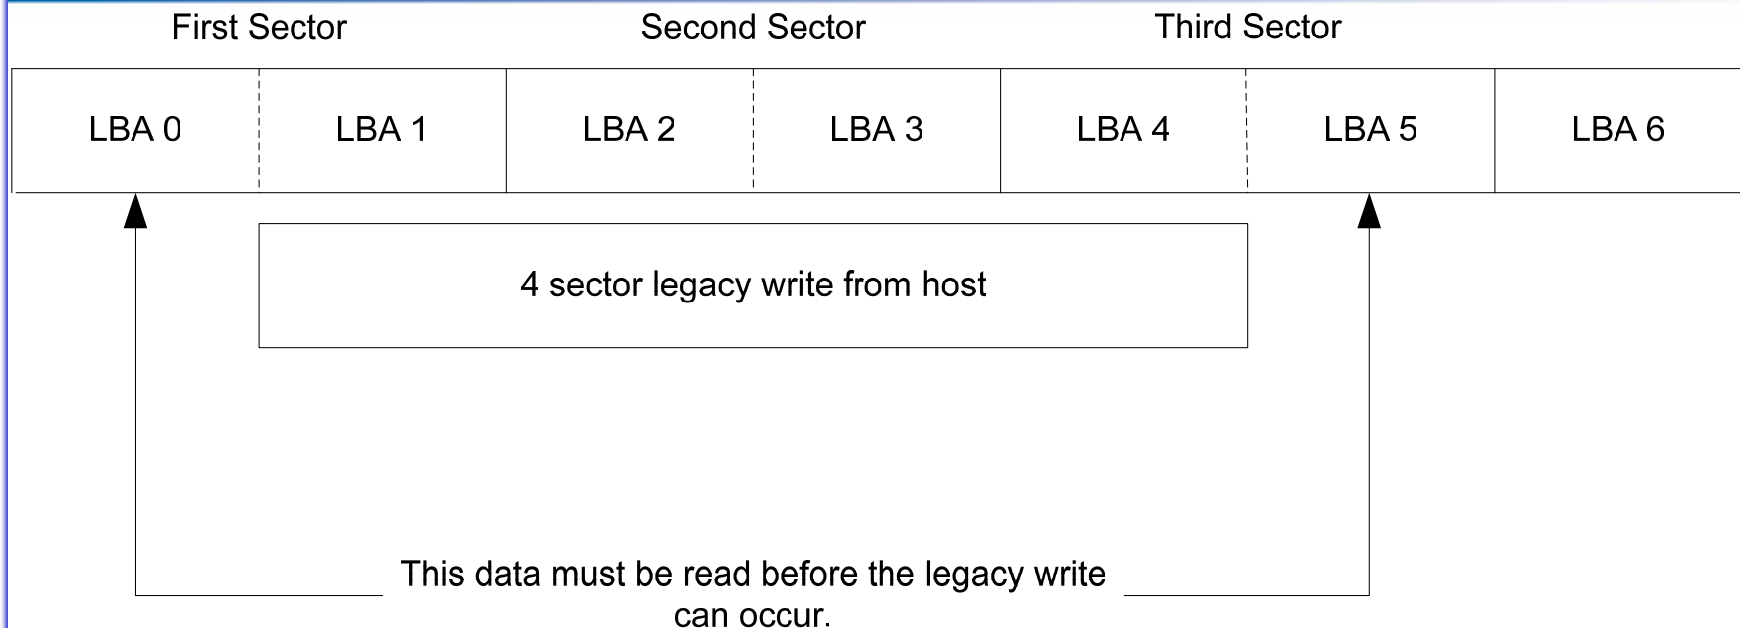 First Sector Second Sector Third Sector
LBA 0 LBA 1 LBA 2 LBA 3 LBA 4 LBA 5 LBA 6
4 sector legacy write from host
This data must be read before the legacy write
can occur.